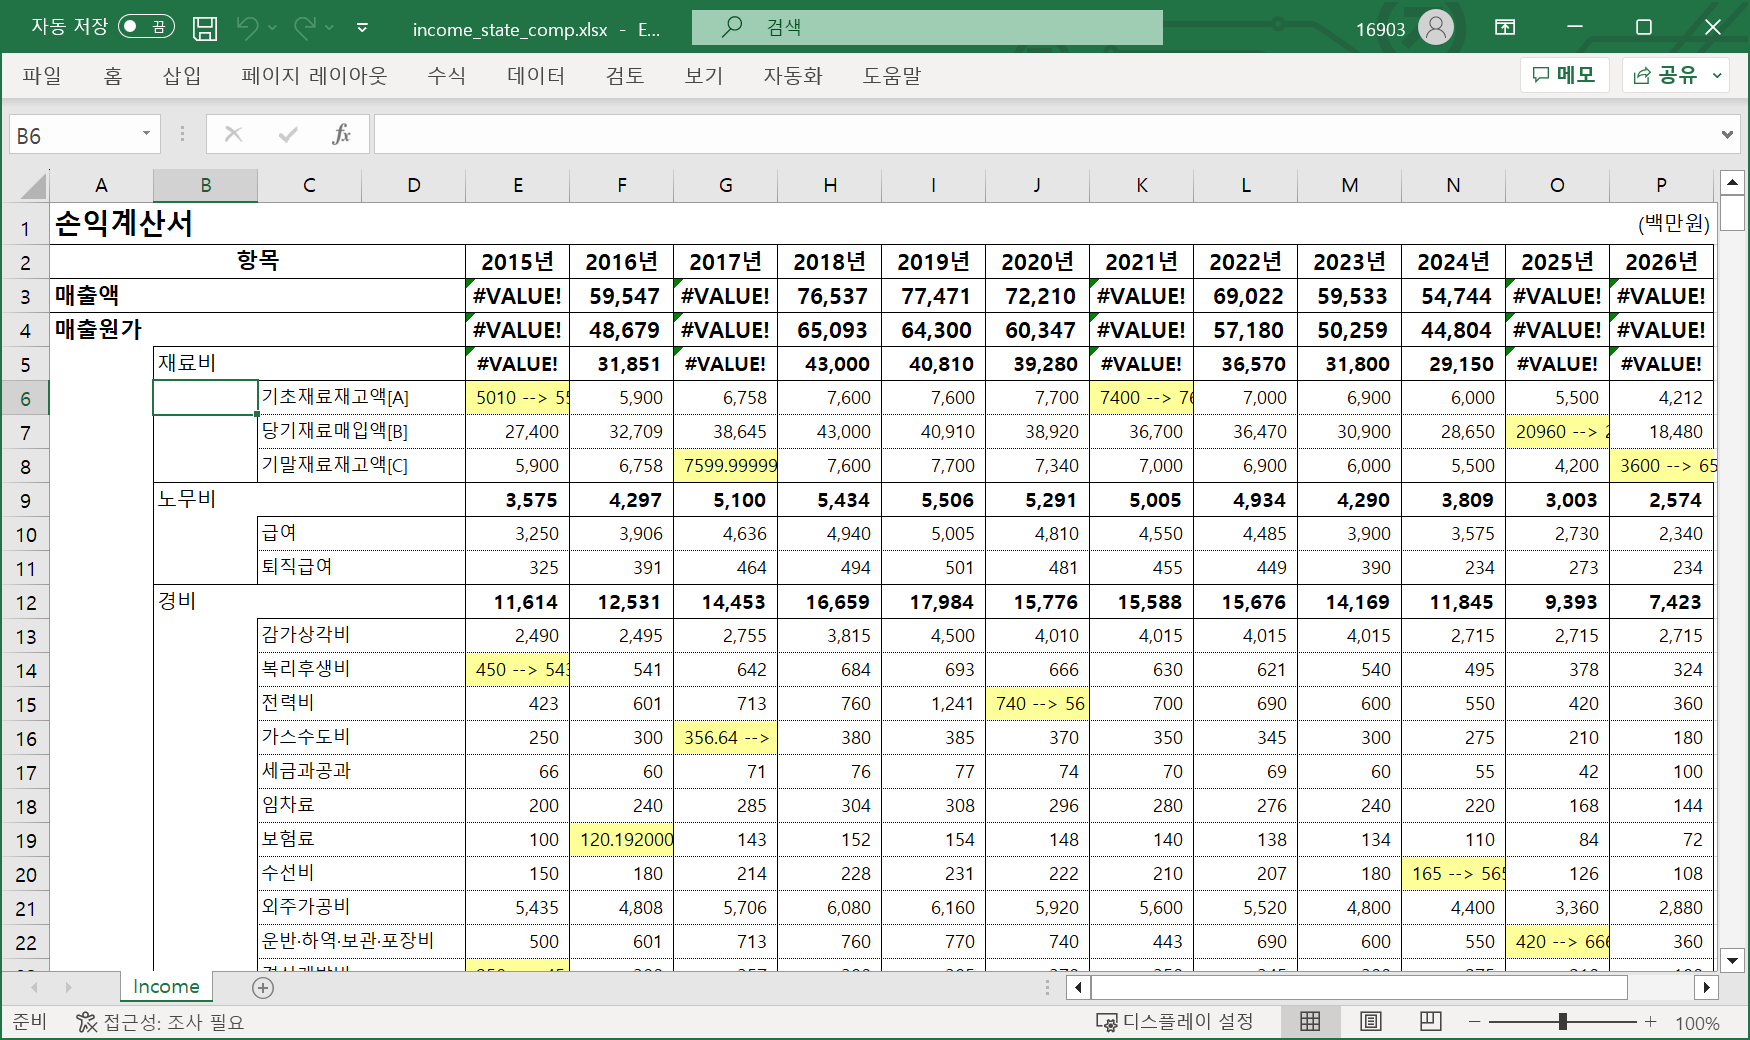 자동 저장 끔 income_state_comp.xlsx - E... 검색 16903
파일 홈 삽입 페이지 레이아웃 수식 데이터 검토 보기 자동화 도움말 메모 공유
B6 fx
A B C D E F G H I J K L M N O P
1 손익계산서 (백만원)
2 항목 2015년 2016년 2017년 2018년 2019년 2020년 2021년 2022년 2023년 2024년 2025년 2026년
3 매출액 #VALUE! 59,547 #VALUE! 76,537 77,471 72,210 #VALUE! 69,022 59,533 54,744 #VALUE! #VALUE!
4 매출원가 #VALUE! 48,679 #VALUE! 65,093 64,300 60,347 #VALUE! 57,180 50,259 44,804 #VALUE! #VALUE!
5 재료비 #VALUE! 31,851 #VALUE! 43,000 40,810 39,280 #VALUE! 36,570 31,800 29,150 #VALUE! #VALUE!
6 기초재료재고액[A] 5010 --> 55 5,900 6,758 7,600 7,600 7,700 7400 --> 76 7,000 6,900 6,000 5,500 4,212
7 당기재료매입액[B] 27,400 32,709 38,645 43,000 40,910 38,920 36,700 36,470 30,900 28,650 20960 --> 2 18,480
8 기말재료재고액[C] 5,900 6,758 7599.99999 7,600 7,700 7,340 7,000 6,900 6,000 5,500 4,200 3600 --> 65
9 노무비 3,575 4,297 5,100 5,434 5,506 5,291 5,005 4,934 4,290 3,809 3,003 2,574
10 급여 3,250 3,906 4,636 4,940 5,005 4,810 4,550 4,485 3,900 3,575 2,730 2,340
11 퇴직급여 325 391 464 494 501 481 455 449 390 234 273 234
12 경비 11,614 12,531 14,453 16,659 17,984 15,776 15,588 15,676 14,169 11,845 9,393 7,423
13 감가상각비 2,490 2,495 2,755 3,815 4,500 4,010 4,015 4,015 4,015 2,715 2,715 2,715
14 복리후생비 450 --> 543 541 642 684 693 666 630 621 540 495 378 324
15 전력비 423 601 713 760 1,241 740 --> 56 700 690 600 550 420 360
16 가스수도비 250 300 356.64 --> 380 385 370 350 345 300 275 210 180
17 세금과공과 66 60 71 76 77 74 70 69 60 55 42 100
18 임차료 200 240 285 304 308 296 280 276 240 220 168 144
19 보험료 100 120.192000 143 152 154 148 140 138 134 110 84 72
20 수선비 150 180 214 228 231 222 210 207 180 165 --> 565 126 108
21 외주가공비 5,435 4,808 5,706 6,080 6,160 5,920 5,600 5,520 4,800 4,400 3,360 2,880
22 운반·하역·보관·포장비 500 601 713 760 770 740 443 690 600 550 420 --> 666 360
Income
준비 접근성: 조사 필요 디스플레이 설정 100%